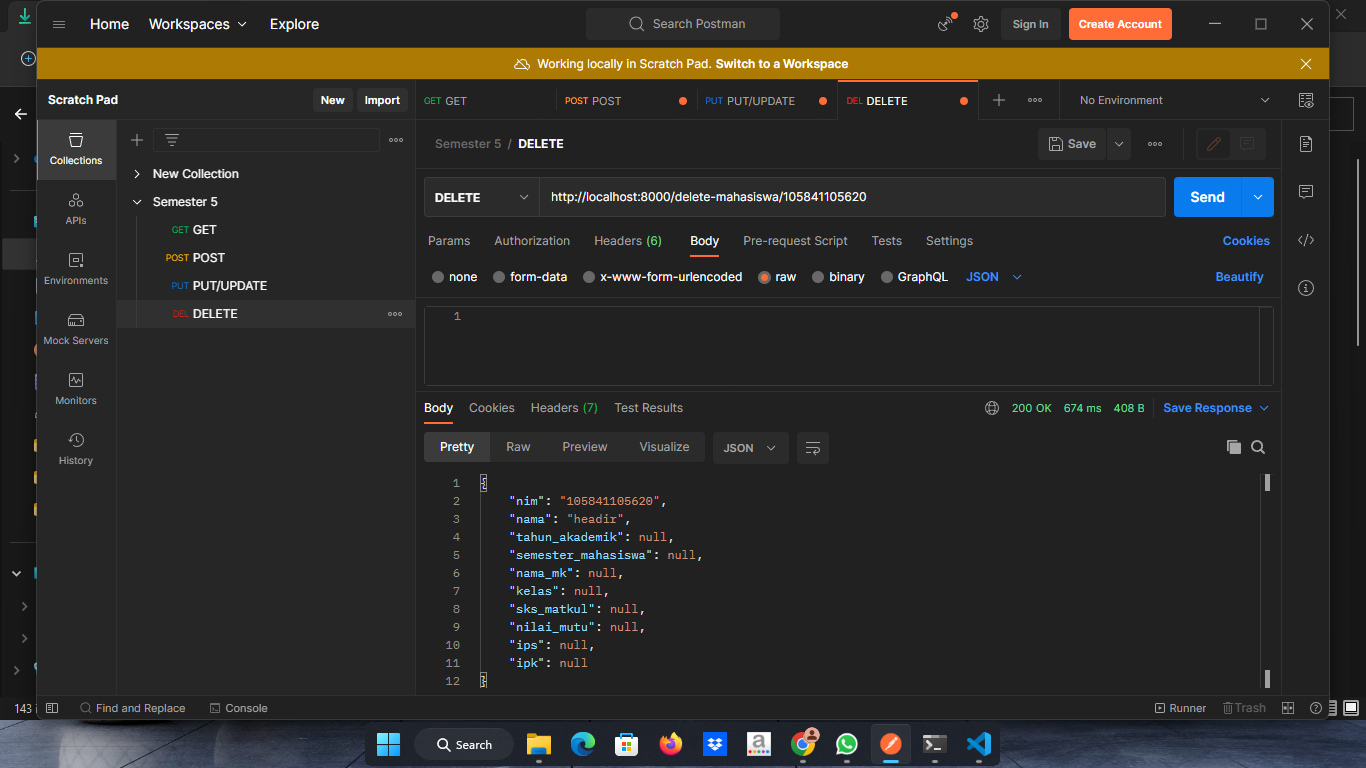 Home Workspaces Explore Search Postman Sign In Create Account
Working locally in Scratch Pad. Switch to a Workspace
Scratch Pad New Import
GET GET POST POST PUT PUT/UPDATE DEL DELETE No Environment
Collections
APIs
Environments
Mock Servers
Monitors
History
New Collection
Semester 5
GET GET
POST POST
PUT PUT/UPDATE
DEL DELETE
Semester 5 / DELETE Save
DELETE http://localhost:8000/delete-mahasiswa/105841105620 Send
Params Authorization Headers (6) Body Pre-request Script Tests Settings Cookies
none form-data x-www-form-urlencoded raw binary GraphQL JSON Beautify
1
Body Cookies Headers (7) Test Results 200 OK 674 ms 408 B Save Response
Pretty Raw Preview Visualize JSON
1 {
2 "nim": "105841105620",
3 "nama": "headir",
4 "tahun_akademik": null,
5 "semester_mahasiswa": null,
6 "nama_mk": null,
7 "kelas": null,
8 "sks_matkul": null,
9 "nilai_mutu": null,
10 "ips": null,
11 "ipk": null
12 }
143 Find and Replace Console Runner Trash
Search